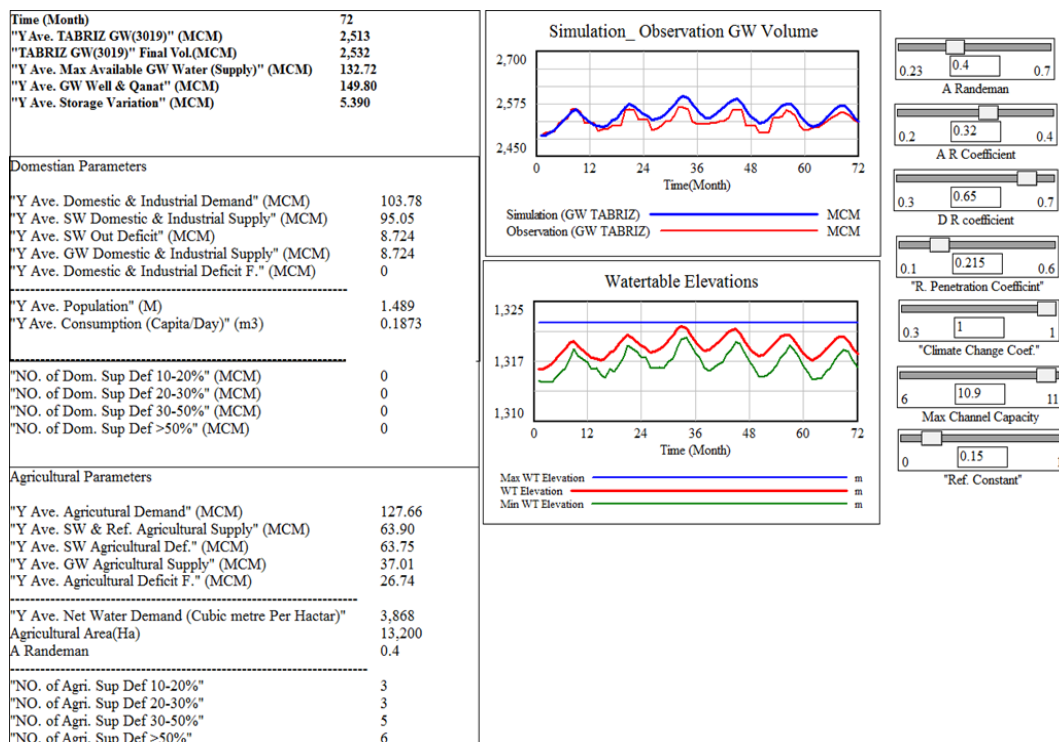 Time (Month) 72
"Y Ave. TABRIZ GW(3019)" (MCM) 2,513
"TABRIZ GW(3019)" Final Vol.(MCM) 2,532
"Y Ave. Max Available GW Water (Supply)" (MCM) 132.72
"Y Ave. GW Well & Qanat" (MCM) 149.80
"Y Ave. Storage Variation" (MCM) 5.390
Domestian Parameters
"Y Ave. Domestic & Industrial Demand" (MCM) 103.78
"Y Ave. SW Domestic & Industrial Supply" (MCM) 95.05
"Y Ave. SW Out Deficit" (MCM) 8.724
"Y Ave. GW Domestic & Industrial Supply" (MCM) 8.724
"Y Ave. Domestic & Industrial Deficit F." (MCM) 0
"Y Ave. Population" (M) 1.489
"Y Ave. Consumption (Capita/Day)" (m3) 0.1873
"NO. of Dom. Sup Def 10-20%" (MCM) 0
"NO. of Dom. Sup Def 20-30%" (MCM) 0
"NO. of Dom. Sup Def 30-50%" (MCM) 0
"NO. of Dom. Sup Def >50%" (MCM) 0
Agricultural Parameters
"Y Ave. Agricutural Demand" (MCM) 127.66
"Y Ave. SW & Ref. Agricultural Supply" (MCM) 63.90
"Y Ave. SW Agricultural Def." (MCM) 63.75
"Y Ave. GW Agricultural Supply" (MCM) 37.01
"Y Ave. Agricultural Deficit F." (MCM) 26.74
"Y Ave. Net Water Demand (Cubic metre Per Hactar)" 3,868
Agricultural Area(Ha) 13,200
A Randeman 0.4
"NO. of Agri. Sup Def 10-20%" 3
"NO. of Agri. Sup Def 20-30%" 3
"NO. of Agri. Sup Def 30-50%" 5
"NO. of Agri. Sup Def >50%" 6
Simulation_ Observation GW Volume
2,700
2,575
2,450
0 12 24 36 48 60 72
Time(Month)
Simulation (GW TABRIZ) MCM
Observation (GW TABRIZ) MCM
Watertable Elevations
1,325
1,317
1,310
0 12 24 36 48 60 72
Time (Month)
Max WT Elevation m
WT Elevation m
Min WT Elevation m
0.23 0.4 0.7
A Randeman
0.2 0.32 0.4
A R Coefficient
0.3 0.65 0.7
D R coefficient
0.1 0.215 0.6
"R. Penetration Coefficint"
0.3 1 1
"Climate Change Coef."
6 10.9 11
Max Channel Capacity
0 0.15
"Ref. Constant"